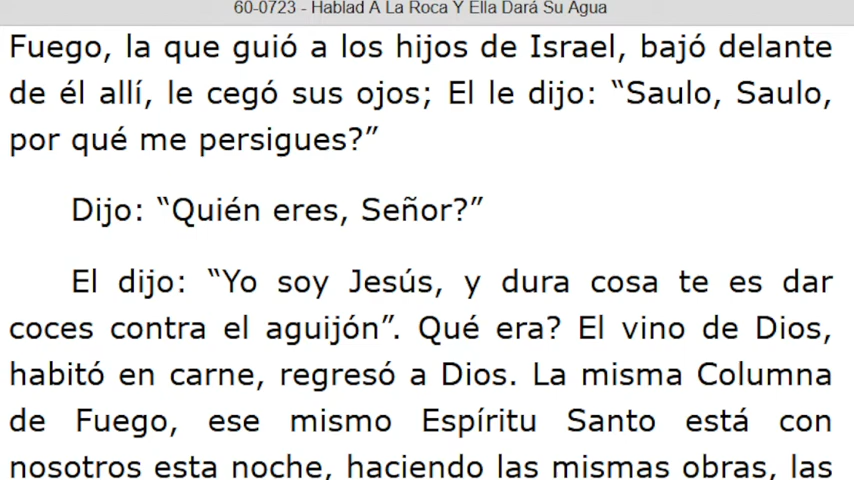 60-0723 - Hablad A La Roca Y Ella Dará Su Agua
Fuego, la que guió a los hijos de Israel, bajó delante
de él allí, le cegó sus ojos; El le dijo: “Saulo, Saulo,
por qué me persigues?”
Dijo: “Quién eres, Señor?”
El dijo: “Yo soy Jesús, y dura cosa te es dar
coces contra el aguijón”. Qué era? El vino de Dios,
habitó en carne, regresó a Dios. La misma Columna
de Fuego, ese mismo Espíritu Santo está con
nosotros esta noche, haciendo las mismas obras, las